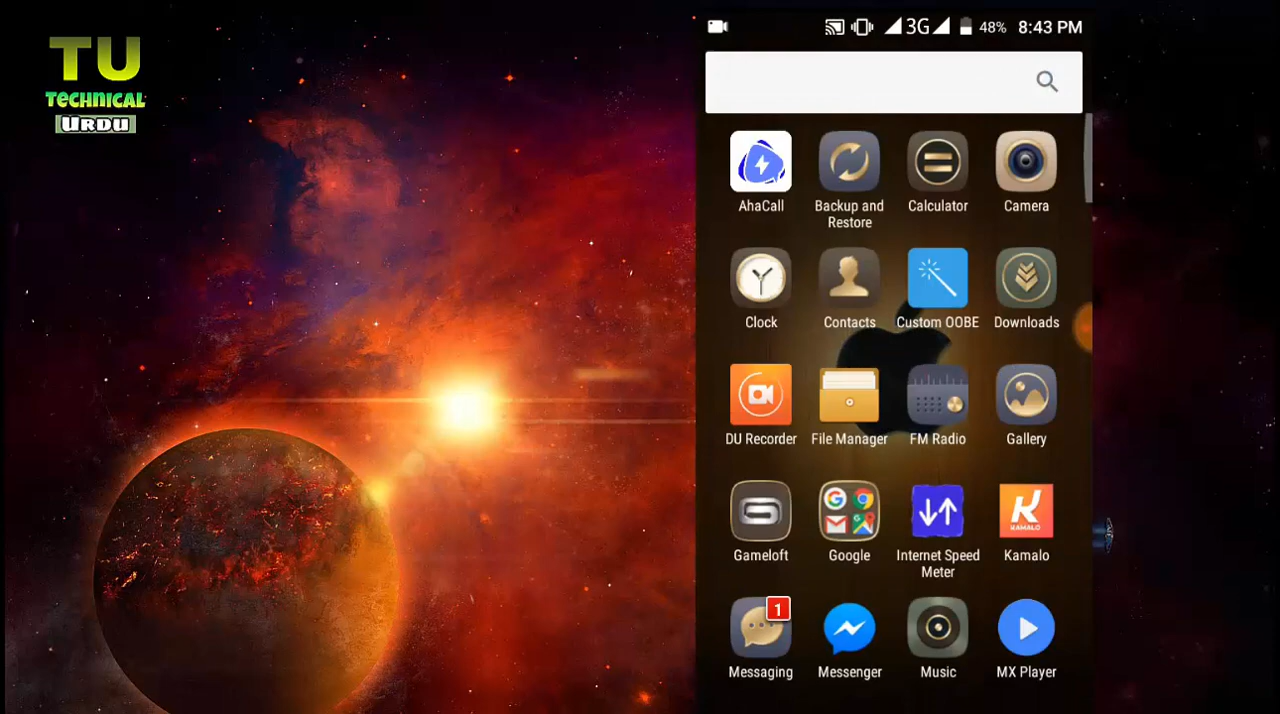 TU
TECHNICAL
URDU
3G 48% 8:43 PM
AhaCall
Backup and
Restore
Calculator
Camera
Clock
Contacts
Custom OOBE
Downloads
DU Recorder
File Manager
FM Radio
Gallery
Gameloft
Google
Internet Speed
Meter
K
KAMALO
Kamalo
1
Messaging
Messenger
Music
MX Player